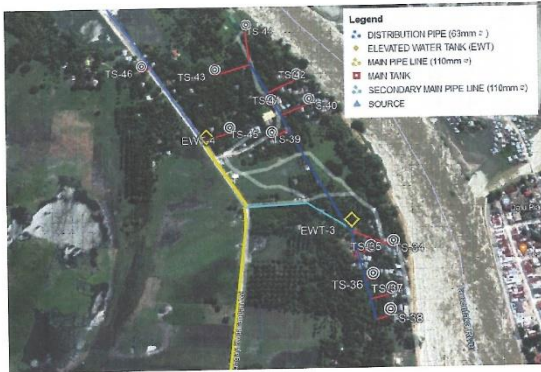 Legend
DISTRIBUTION PIPE (63mm ⌀)
ELEVATED WATER TANK (EWT)
MAIN PIPE LINE (110mm ⌀)
MAIN TANK
SECONDARY MAIN PIPE LINE (110mm ⌀)
SOURCE
TS-46
TS-43
TS-42
TS-40
EWT-4
TS-45
TS-39
EWT-3
TS-35
TS-34
TS-36
TS-37